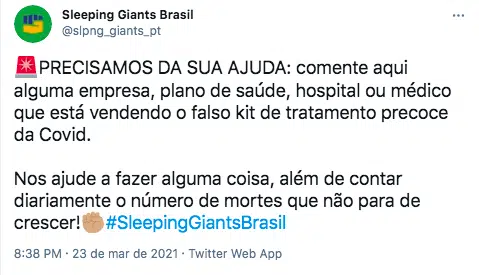 Sleeping Giants Brasil
@slpng_giants_pt
🚨PRECISAMOS DA SUA AJUDA: comente aqui
alguma empresa, plano de saúde, hospital ou médico
que está vendendo o falso kit de tratamento precoce
da Covid.
Nos ajude a fazer alguma coisa, além de contar
diariamente o número de mortes que não para de
crescer!✊🏽#SleepingGiantsBrasil
8:38 PM · 23 de mar de 2021 · Twitter Web App